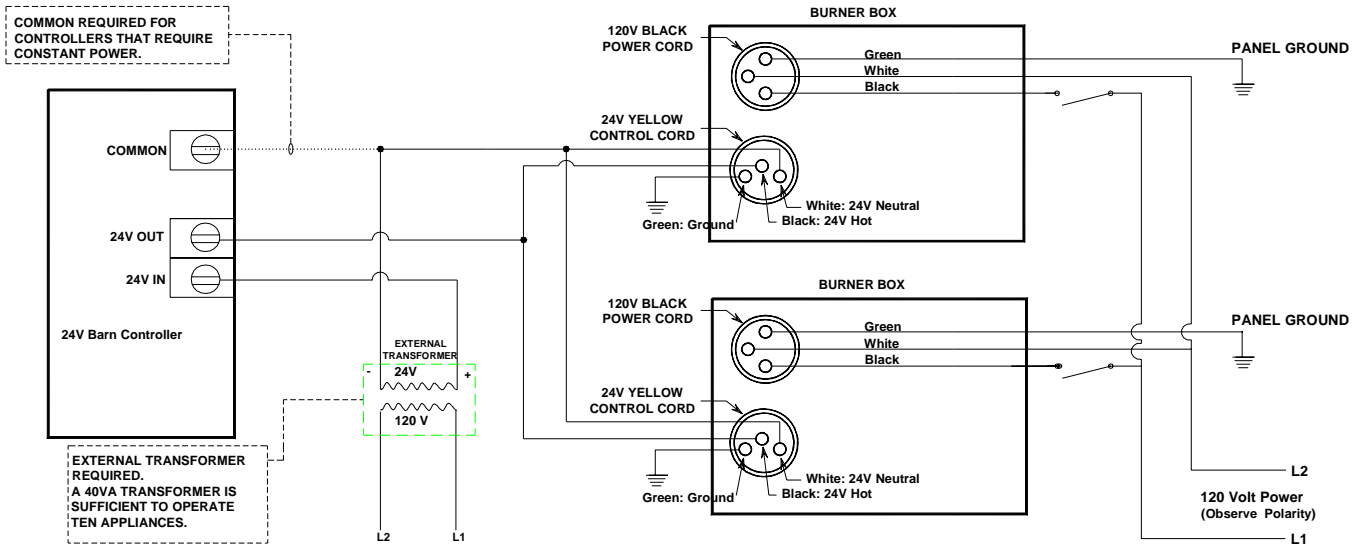 COMMON REQUIRED FOR
CONTROLLERS THAT REQUIRE
CONSTANT POWER.
COMMON
24V OUT
24V IN
24V Barn Controller
EXTERNAL
TRANSFORMER
- 24V +
120 V
EXTERNAL TRANSFORMER
REQUIRED.
A 40VA TRANSFORMER IS
SUFFICIENT TO OPERATE
TEN APPLIANCES.
L2 L1
BURNER BOX
120V BLACK
POWER CORD
Green
White
Black
24V YELLOW
CONTROL CORD
White: 24V Neutral
Black: 24V Hot
Green: Ground
PANEL GROUND
BURNER BOX
120V BLACK
POWER CORD
Green
White
Black
24V YELLOW
CONTROL CORD
White: 24V Neutral
Black: 24V Hot
Green: Ground
PANEL GROUND
L2
120 Volt Power
(Observe Polarity)
L1